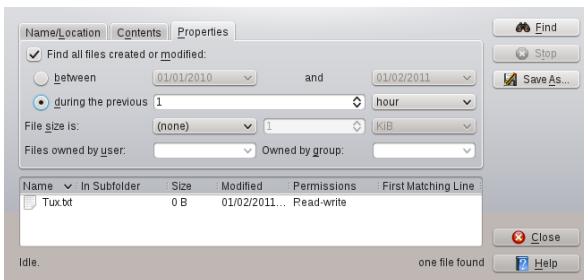 Name/Location Contents Properties
Find all files created or modified:
between 01/01/2010 and 01/02/2011
during the previous 1 hour
File size is: (none) 1 KiB
Files owned by user: Owned by group:
Name In Subfolder Size Modified Permissions First Matching Line
Tux.txt 0 B 01/02/2011... Read-write
Idle. one file found
Find
Stop
Save As...
Close
Help